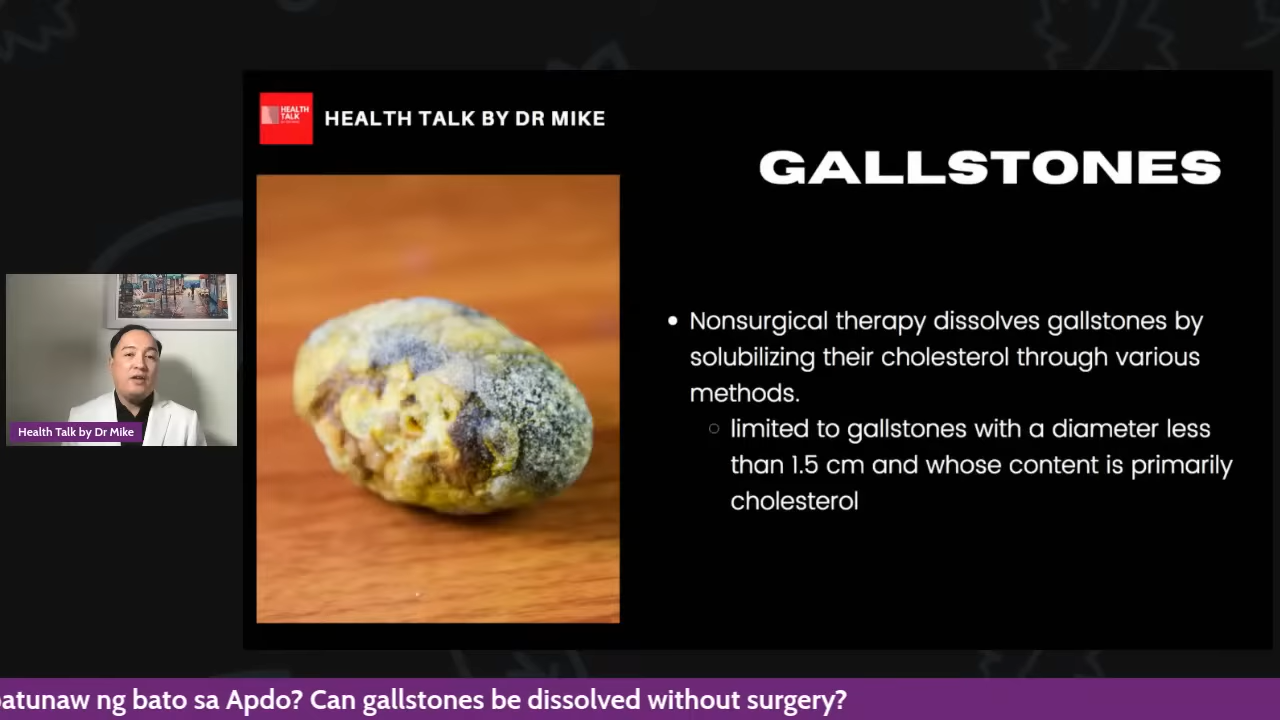 HEALTH
TALK
HEALTH TALK BY DR MIKE
GALLSTONES
Nonsurgical therapy dissolves gallstones by
solubilizing their cholesterol through various
methods.
limited to gallstones with a diameter less
than 1.5 cm and whose content is primarily
cholesterol
Health Talk by Dr Mike
ng bato sa Apdo? Can gallstones be dissolved without surgery?